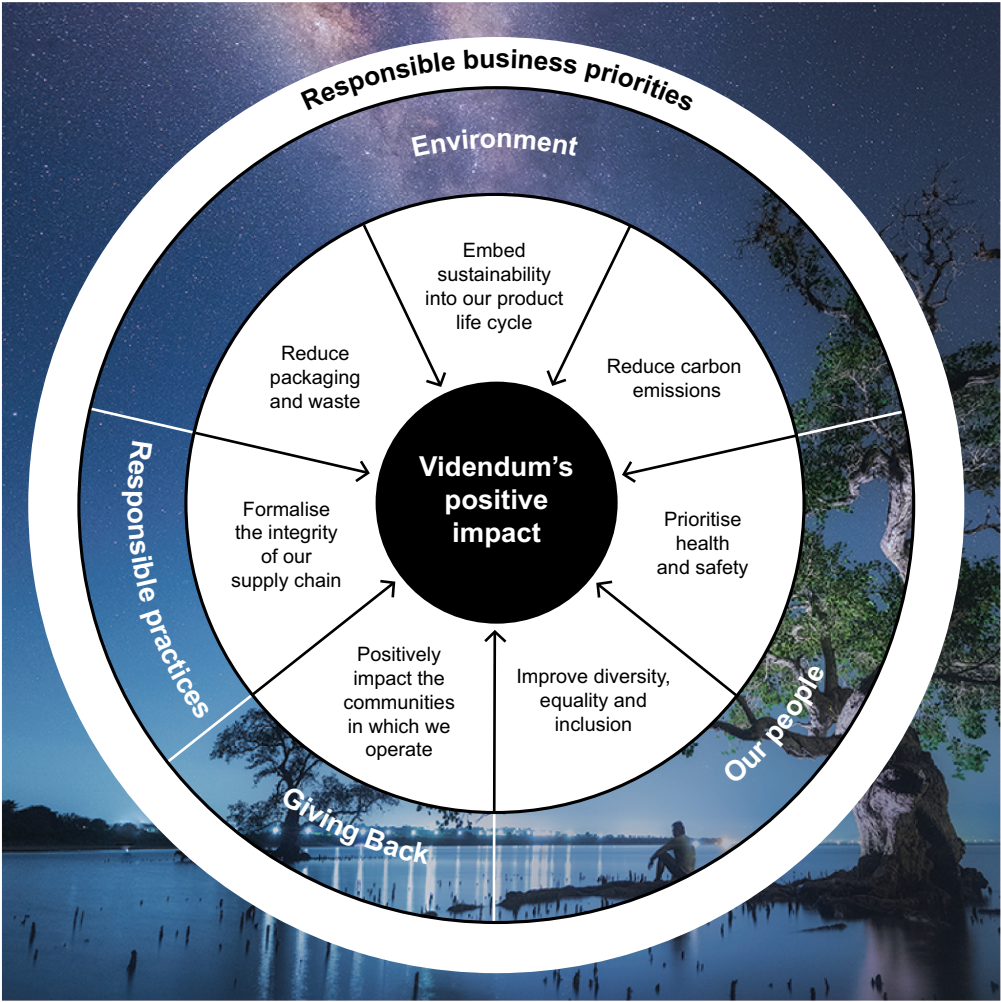 Responsible business priorities
Environment
Embed
sustainability
into our product
life cycle
Reduce
packaging
and waste
Reduce carbon
emissions
Videndum’s
positive
impact
Responsible practices
Formalise
the integrity
of our
supply chain
Prioritise
health
and safety
Positively
impact the
communities
in which we
operate
Improve diversity,
equality and
inclusion
Our people
Giving Back